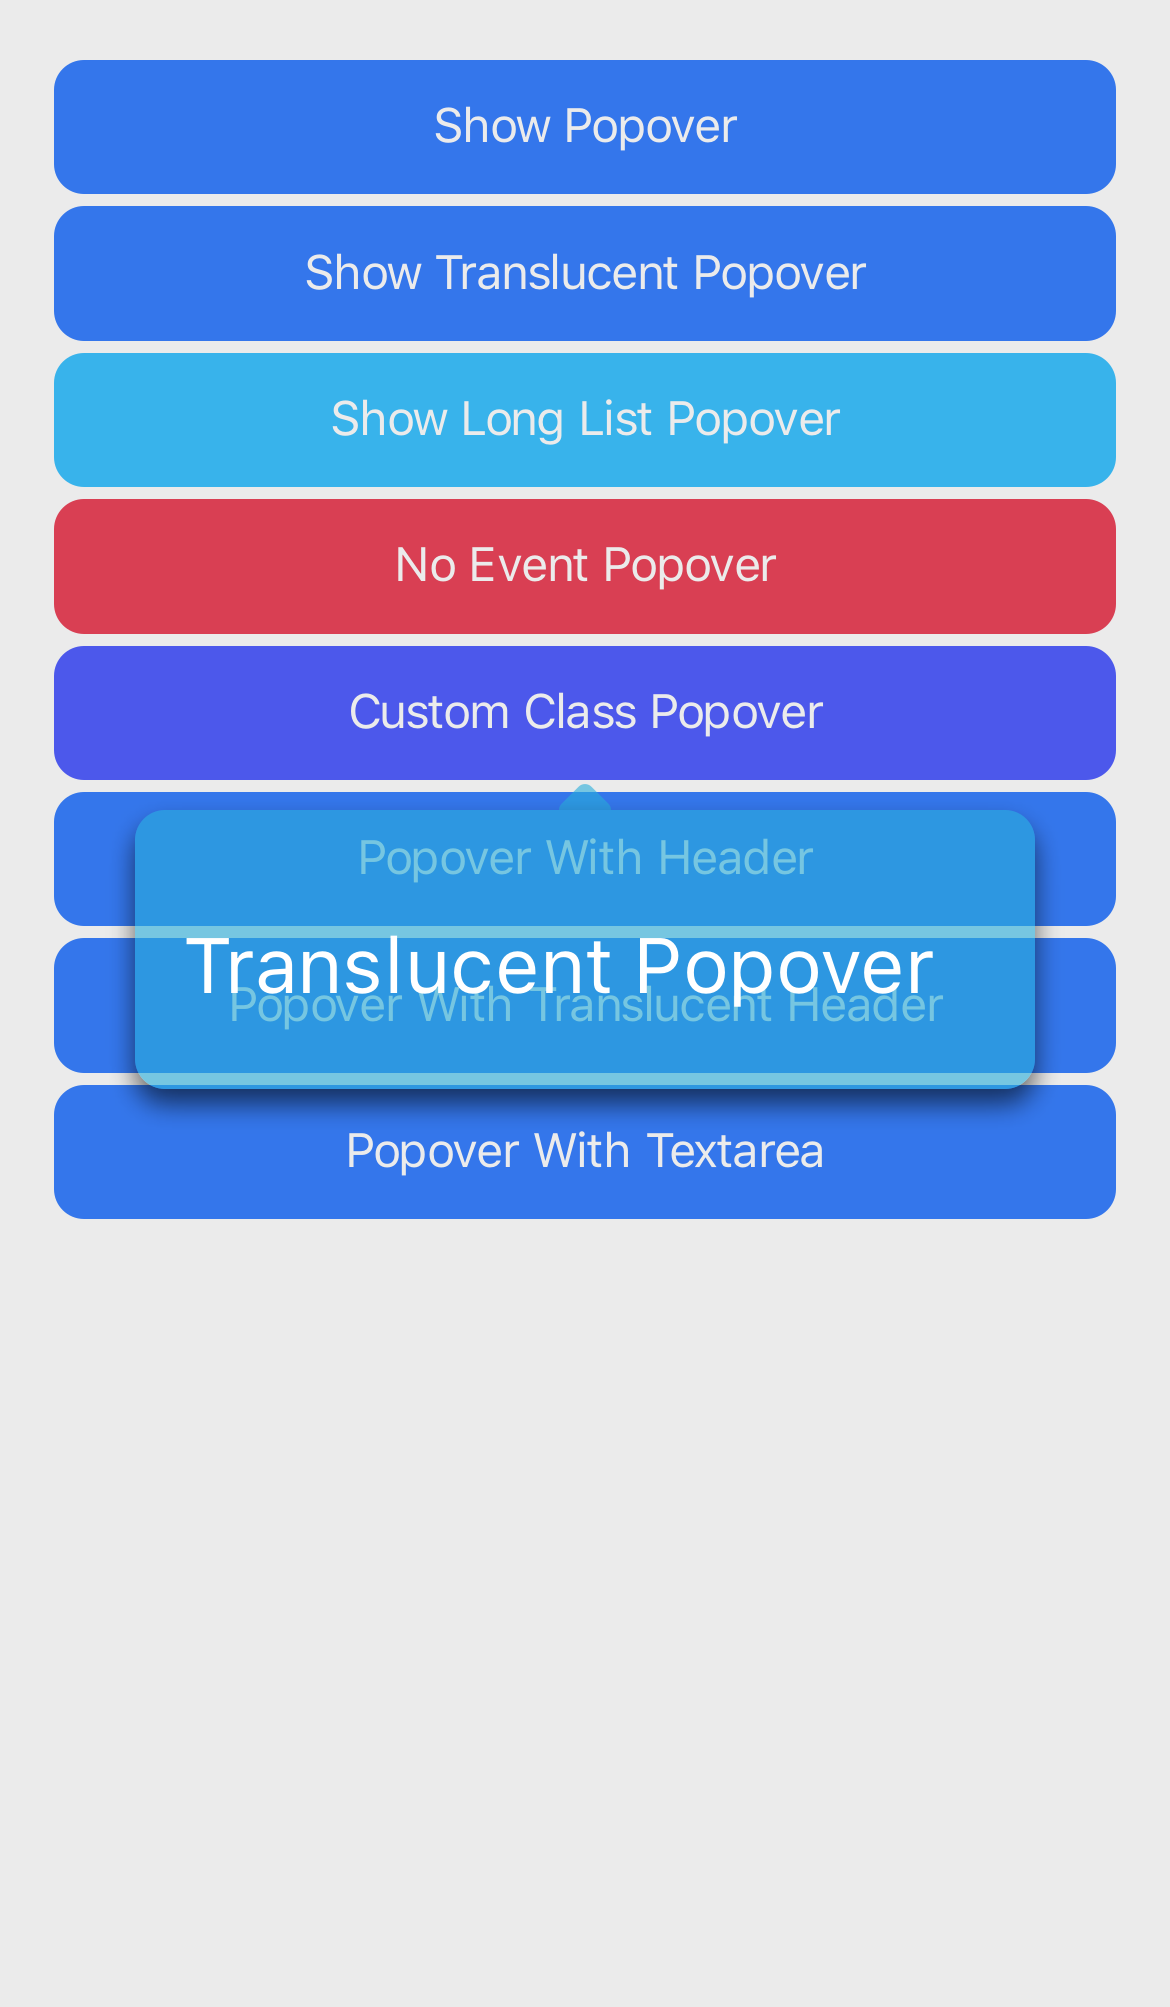 Show Popover
Show Translucent Popover
Show Long List Popover
No Event Popover
Custom Class Popover
Popover With Header
Translucent Popover
Popover With Translucent Header
Popover With Textarea